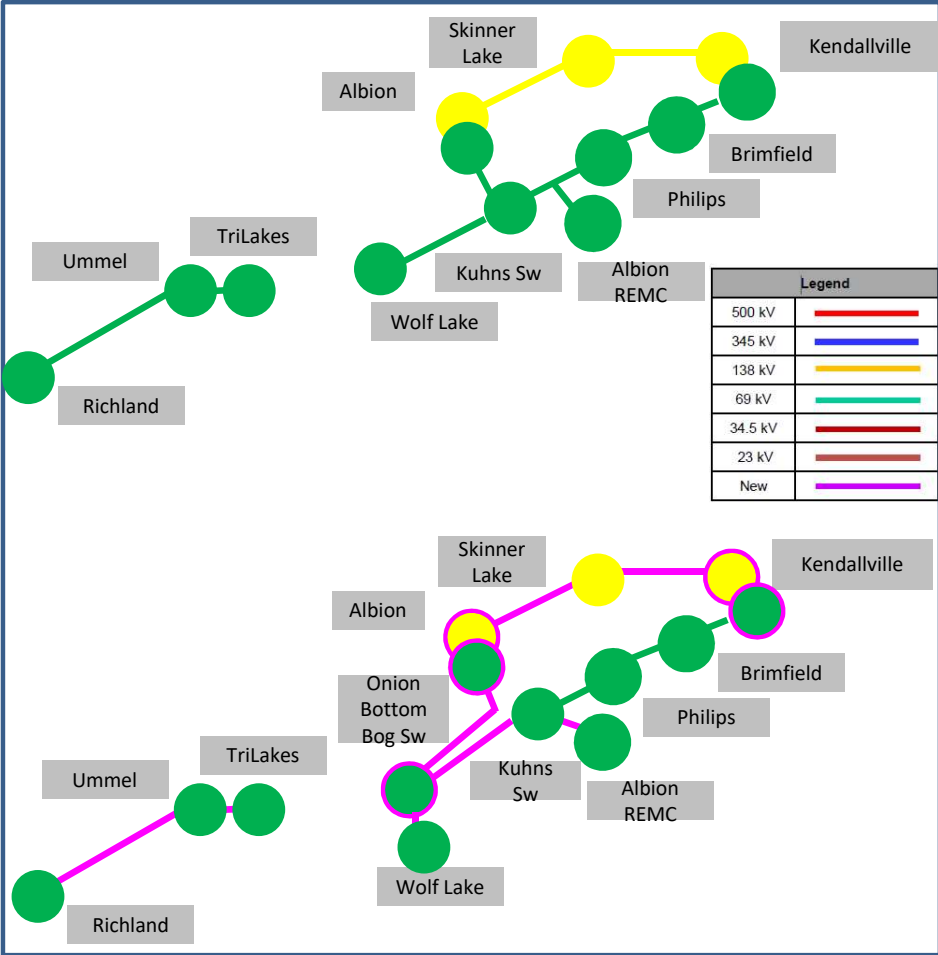 Skinner
Lake
Kendallville
Albion
Brimfield
Philips
TriLakes
Ummel
Kuhns Sw
Albion
REMC
Wolf Lake
Richland
Legend
500 kV
345 kV
138 kV
69 kV
34.5 kV
23 kV
New
Skinner
Lake
Kendallville
Albion
Brimfield
Onion
Bottom
Bog Sw
Philips
TriLakes
Ummel
Kuhns
Sw
Albion
REMC
Wolf Lake
Richland